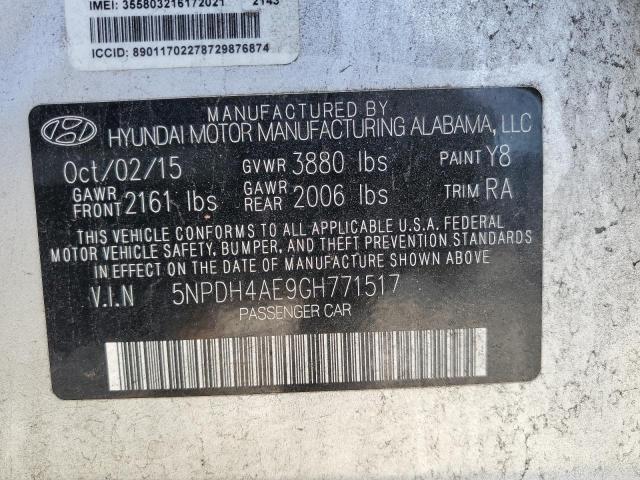 IMEI: 355803216172021 2143
ICCID: 89011702278729876874
MANUFACTURED BY
HYUNDAI MOTOR MANUFACTURING ALABAMA, LLC
Oct/02/15 GVWR 3880 lbs PAINT Y8
GAWR FRONT 2161 lbs GAWR REAR 2006 lbs TRIM RA
THIS VEHICLE CONFORMS TO ALL APPLICABLE U.S.A. FEDERAL
MOTOR VEHICLE SAFETY, BUMPER, AND THEFT PREVENTION STANDARDS
IN EFFECT ON THE DATE OF MANUFACTURE SHOWN ABOVE
V.I.N 5NPDH4AE9GH771517
PASSENGER CAR